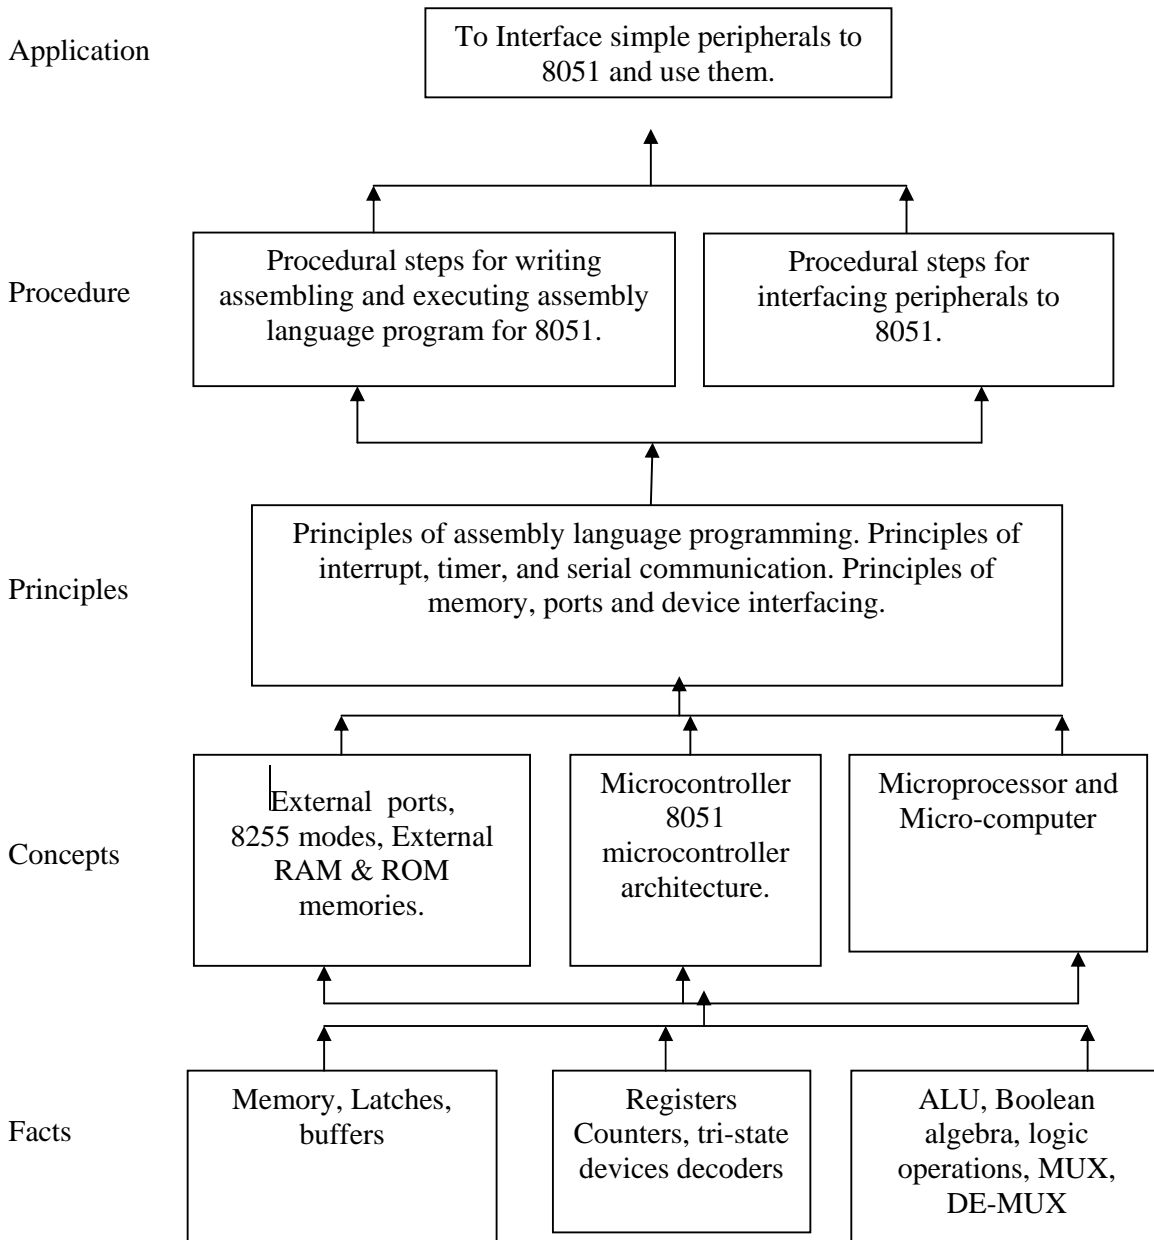 Application
To Interface simple peripherals to
8051 and use them.
Procedure
Procedural steps for writing
assembling and executing assembly
language program for 8051.
Procedural steps for
interfacing peripherals to
8051.
Principles
Principles of assembly language programming. Principles of
interrupt, timer, and serial communication. Principles of
memory, ports and device interfacing.
Concepts
External ports,
8255 modes, External
RAM & ROM
memories.
Microcontroller
8051
microcontroller
architecture.
Microprocessor and
Micro-computer
Facts
Memory, Latches,
buffers
Registers
Counters, tri-state
devices decoders
ALU, Boolean
algebra, logic
operations, MUX,
DE-MUX